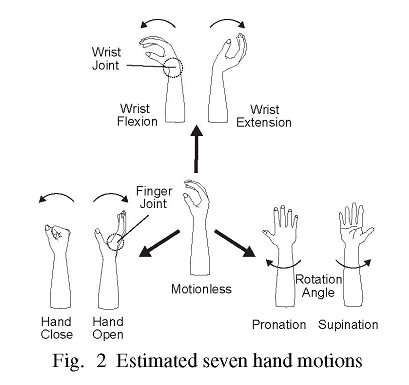 Wrist
Joint
Wrist
Flexion
Wrist
Extension
Finger
Joint
Motionless
Rotation
Angle
Hand
Close
Hand
Open
Pronation
Supination
Fig. 2 Estimated seven hand motions